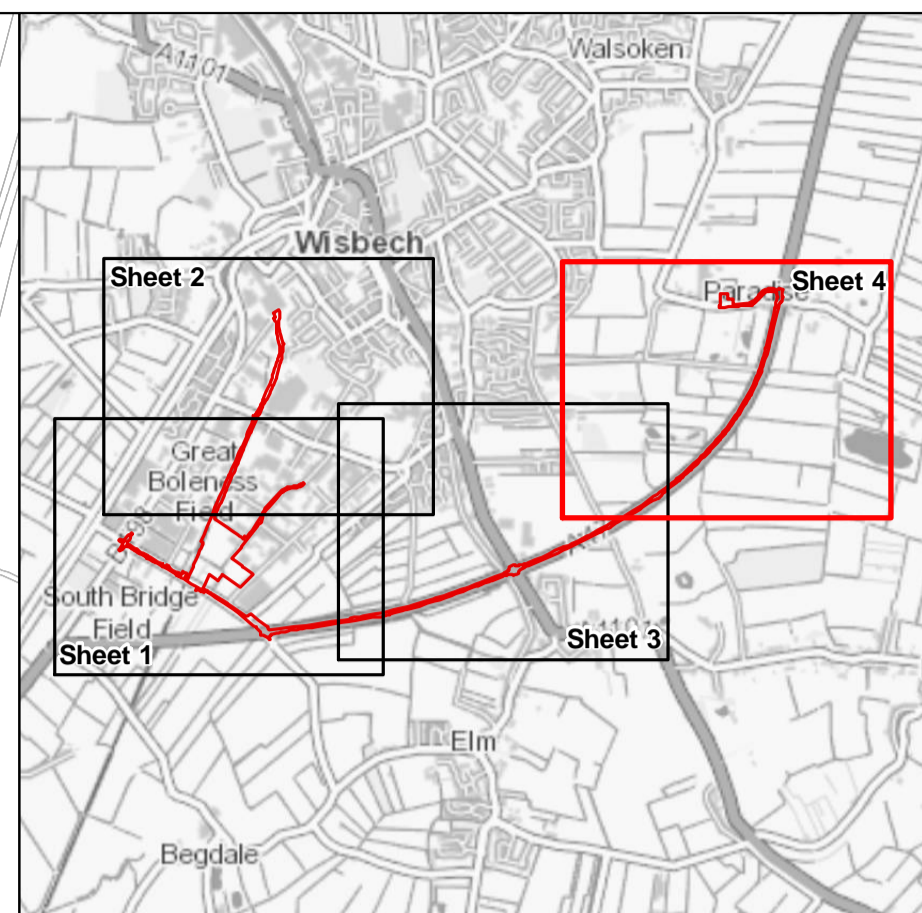 Walsoken
A1101
Wisbech
Sheet 2
Sheet 4
Paradise
Great
Boleness
Field
A47
South Bridge
Field
Sheet 1
Sheet 3
Elm
Begdale